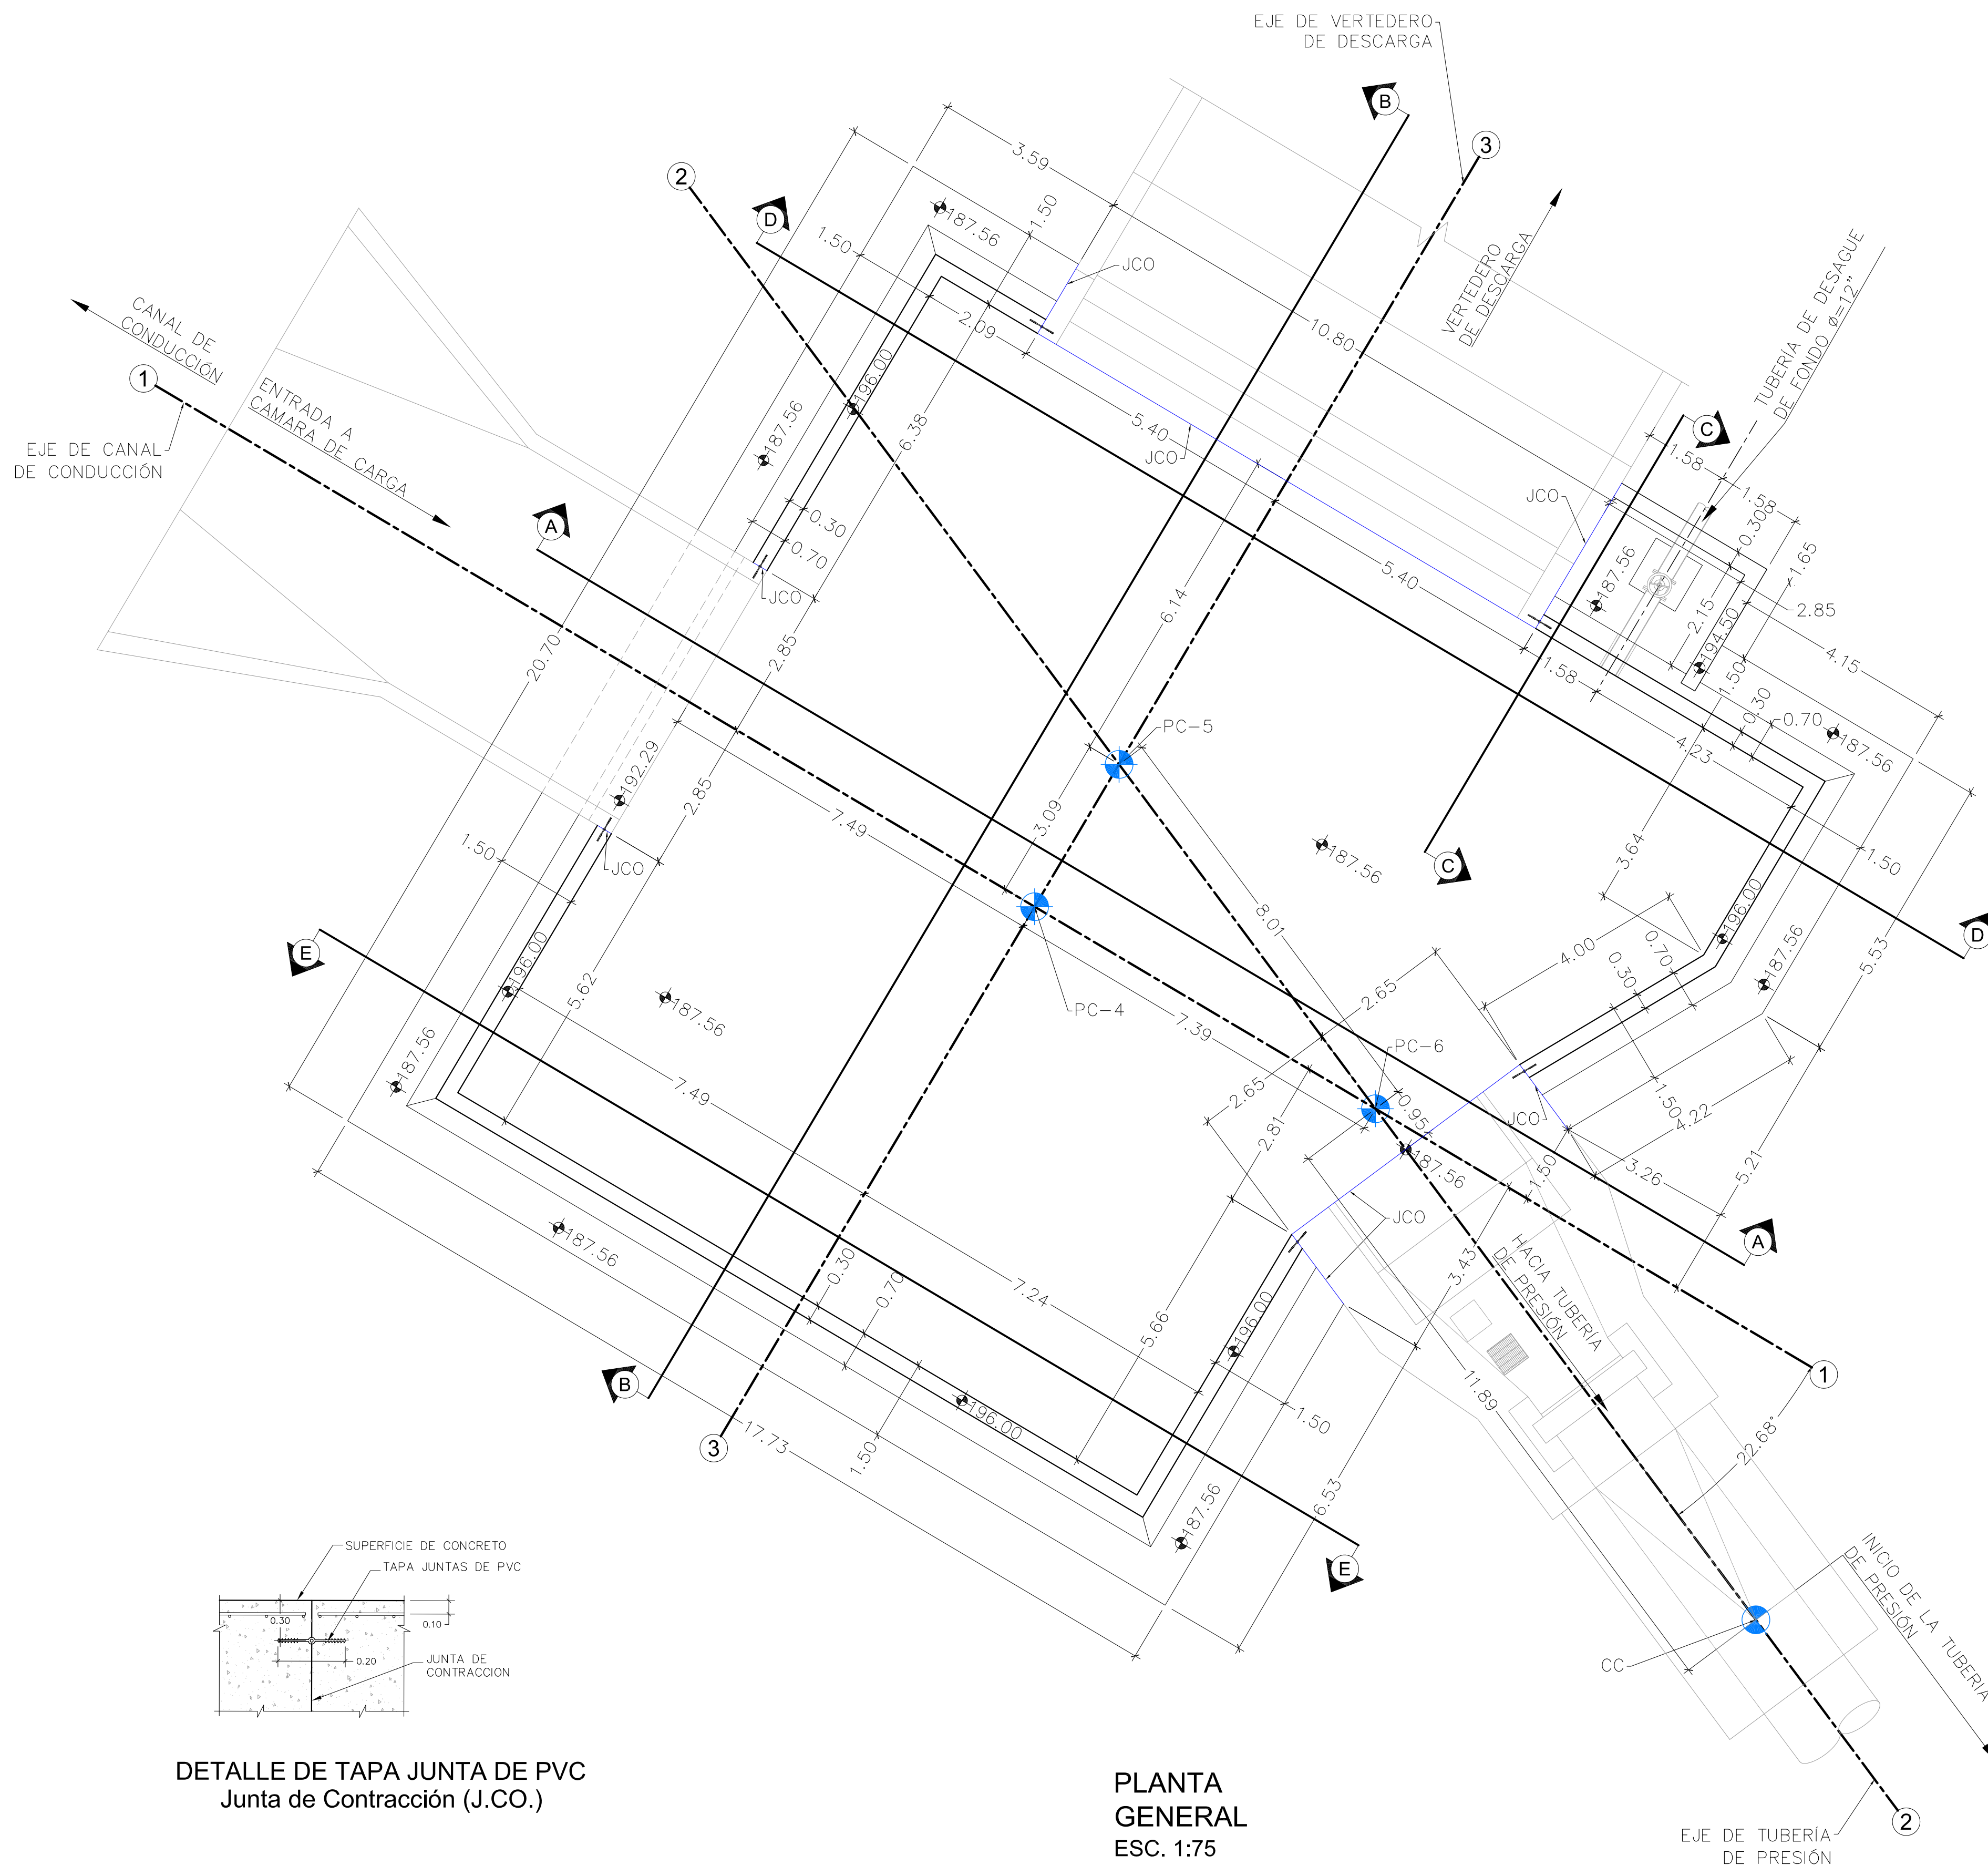 EJE DE VERTEDERO
DE DESCARGA
B
3
2
D
3.59
1.50
187.56
1.50
JCO
VERTEDERO
DE DESCARGA
TUBERÍA DE DESAGUE
DE FONDO ø=12"
CANAL DE
CONDUCCIÓN
1
ENTRADA A
CAMARA DE CARGA
EJE DE CANAL
DE CONDUCCIÓN
2.09
10.80
196.00
187.56
6.38
5.40
JCO
C
1.58
1.58
JCO
0.308
A
0.30
0.70
JCO
5.40
187.56
1.65
2.15
2.85
194.50
6.14
20.70
2.85
1.58
4.15
1.50
0.30
0.70
187.56
4.23
PC-5
192.29
2.85
7.49
3.09
1.50
JCO
187.56
3.64
C
1.50
8.01
196.00
D
E
196.00
5.62
187.56
PC-4
4.00
0.70
0.30
187.56
5.53
2.65
7.39
187.56
PC-6
2.65
7.49
0.95
JCO
1.50
4.22
2.81
187.56
1.50
3.26
5.21
JCO
A
187.56
0.30
0.70
7.24
3.43
HACIA TUBERÍA
DE PRESIÓN
5.66
196.00
1
B
11.89
3
17.73
196.00
1.50
1.50
22.68°
6.53
187.56
E
INICIO DE LA TUBERIA
DE PRESIÓN
SUPERFICIE DE CONCRETO
TAPA JUNTAS DE PVC
0.30
0.10
0.20
JUNTA DE
CONTRACCION
CC
DETALLE DE TAPA JUNTA DE PVC
Junta de Contracción (J.CO.)
PLANTA
GENERAL
ESC. 1:75
2
EJE DE TUBERÍA
DE PRESIÓN